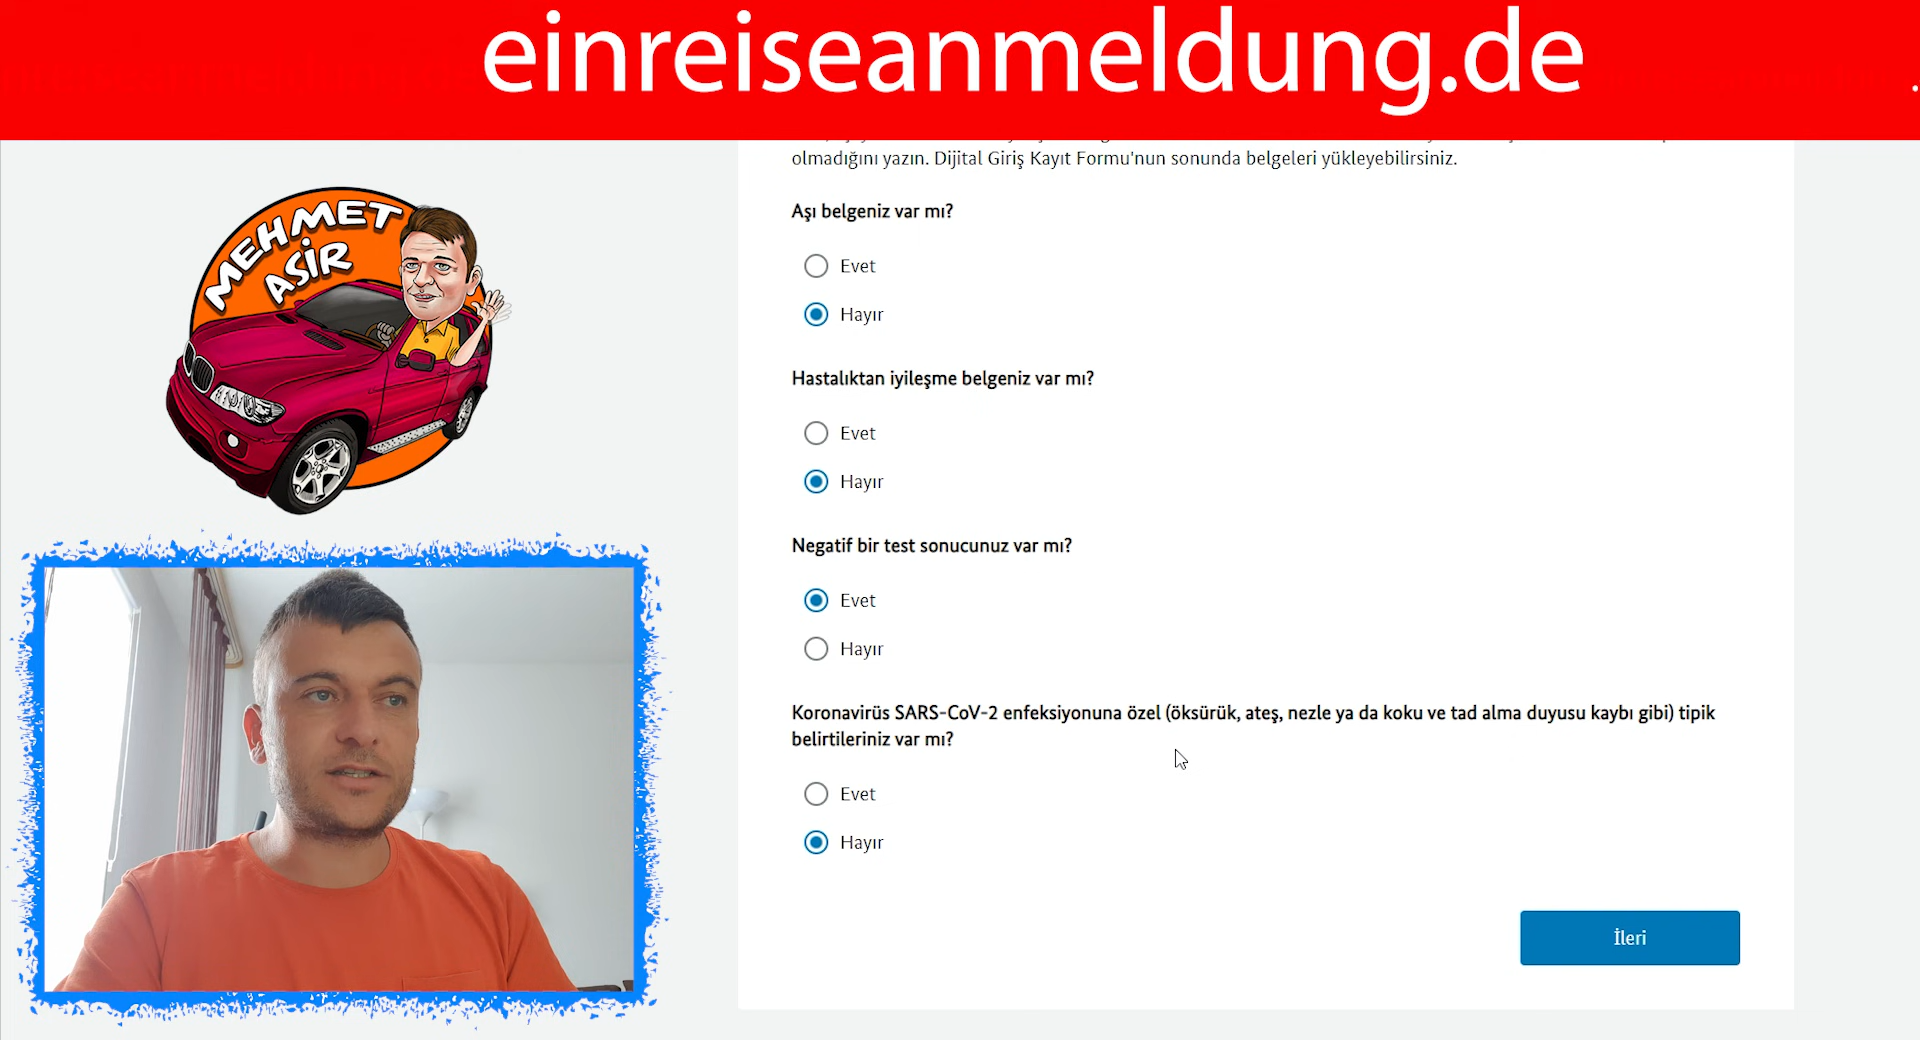 einreiseanmeldung.de
olmadığını yazın. Dijital Giriş Kayıt Formu'nun sonunda belgeleri yükleyebilirsiniz.
MEHMET
ASİR
Aşı belgeniz var mı?
Evet
Hayır
Hastalıktan iyileşme belgeniz var mı?
Evet
Hayır
Negatif bir test sonucunuz var mı?
Evet
Hayır
Koronavirüs SARS-CoV-2 enfeksiyonuna özel (öksürük, ateş, nezle ya da koku ve tad alma duyusu kaybı gibi) tipik
belirtileriniz var mı?
Evet
Hayır
İleri